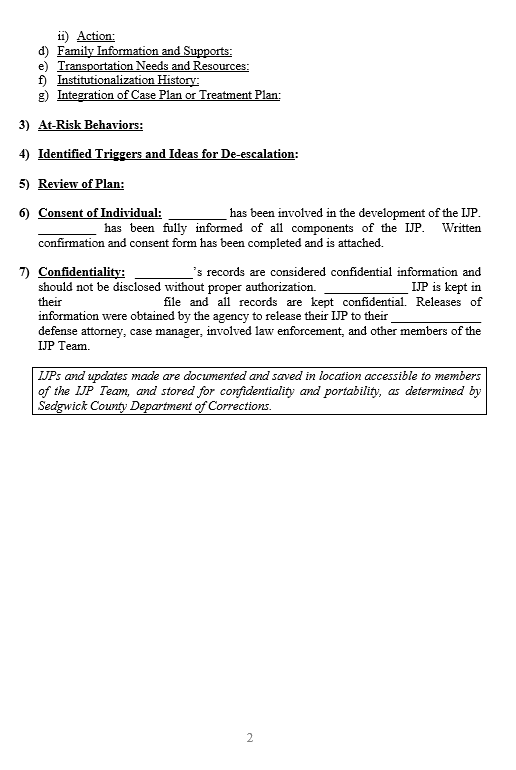 ii) Action:
d) Family Information and Supports:
e) Transportation Needs and Resources:
f) Institutionalization History:
g) Integration of Case Plan or Treatment Plan:
3) At-Risk Behaviors:
4) Identified Triggers and Ideas for De-escalation:
5) Review of Plan:
6) Consent of Individual: ________ has been involved in the development of the IJP.
________ has been fully informed of all components of the IJP. Written
confirmation and consent form has been completed and is attached.
7) Confidentiality: ________'s records are considered confidential information and
should not be disclosed without proper authorization. ____________ IJP is kept in
their file and all records are kept confidential. Releases of
information were obtained by the agency to release their IJP to their _____________
defense attorney, case manager, involved law enforcement, and other members of the
IJP Team.
IJPs and updates made are documented and saved in location accessible to members
of the IJP Team, and stored for confidentiality and portability, as determined by
Sedgwick County Department of Corrections.
2